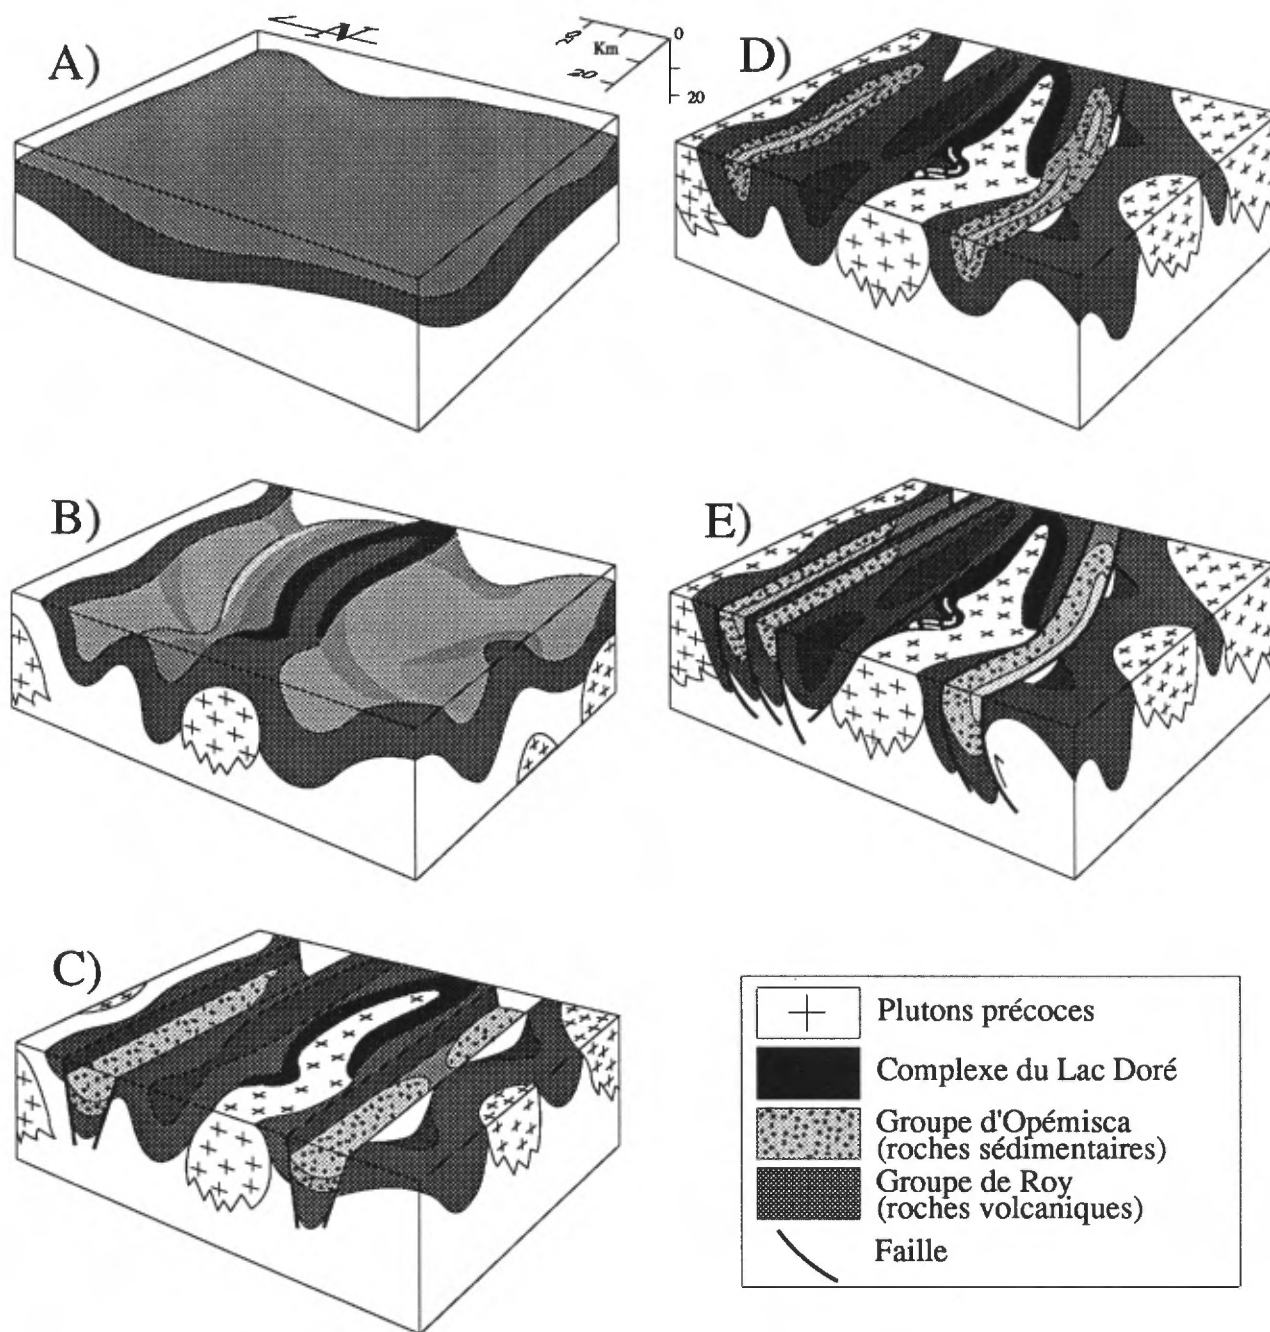 A)
N
Km
20
0
20
D)
B)
E)
C)
Plutons précoces
Complexe du Lac Doré
Groupe d'Opémisca
(roches sédimentaires)
Groupe de Roy
(roches volcaniques)
Faille